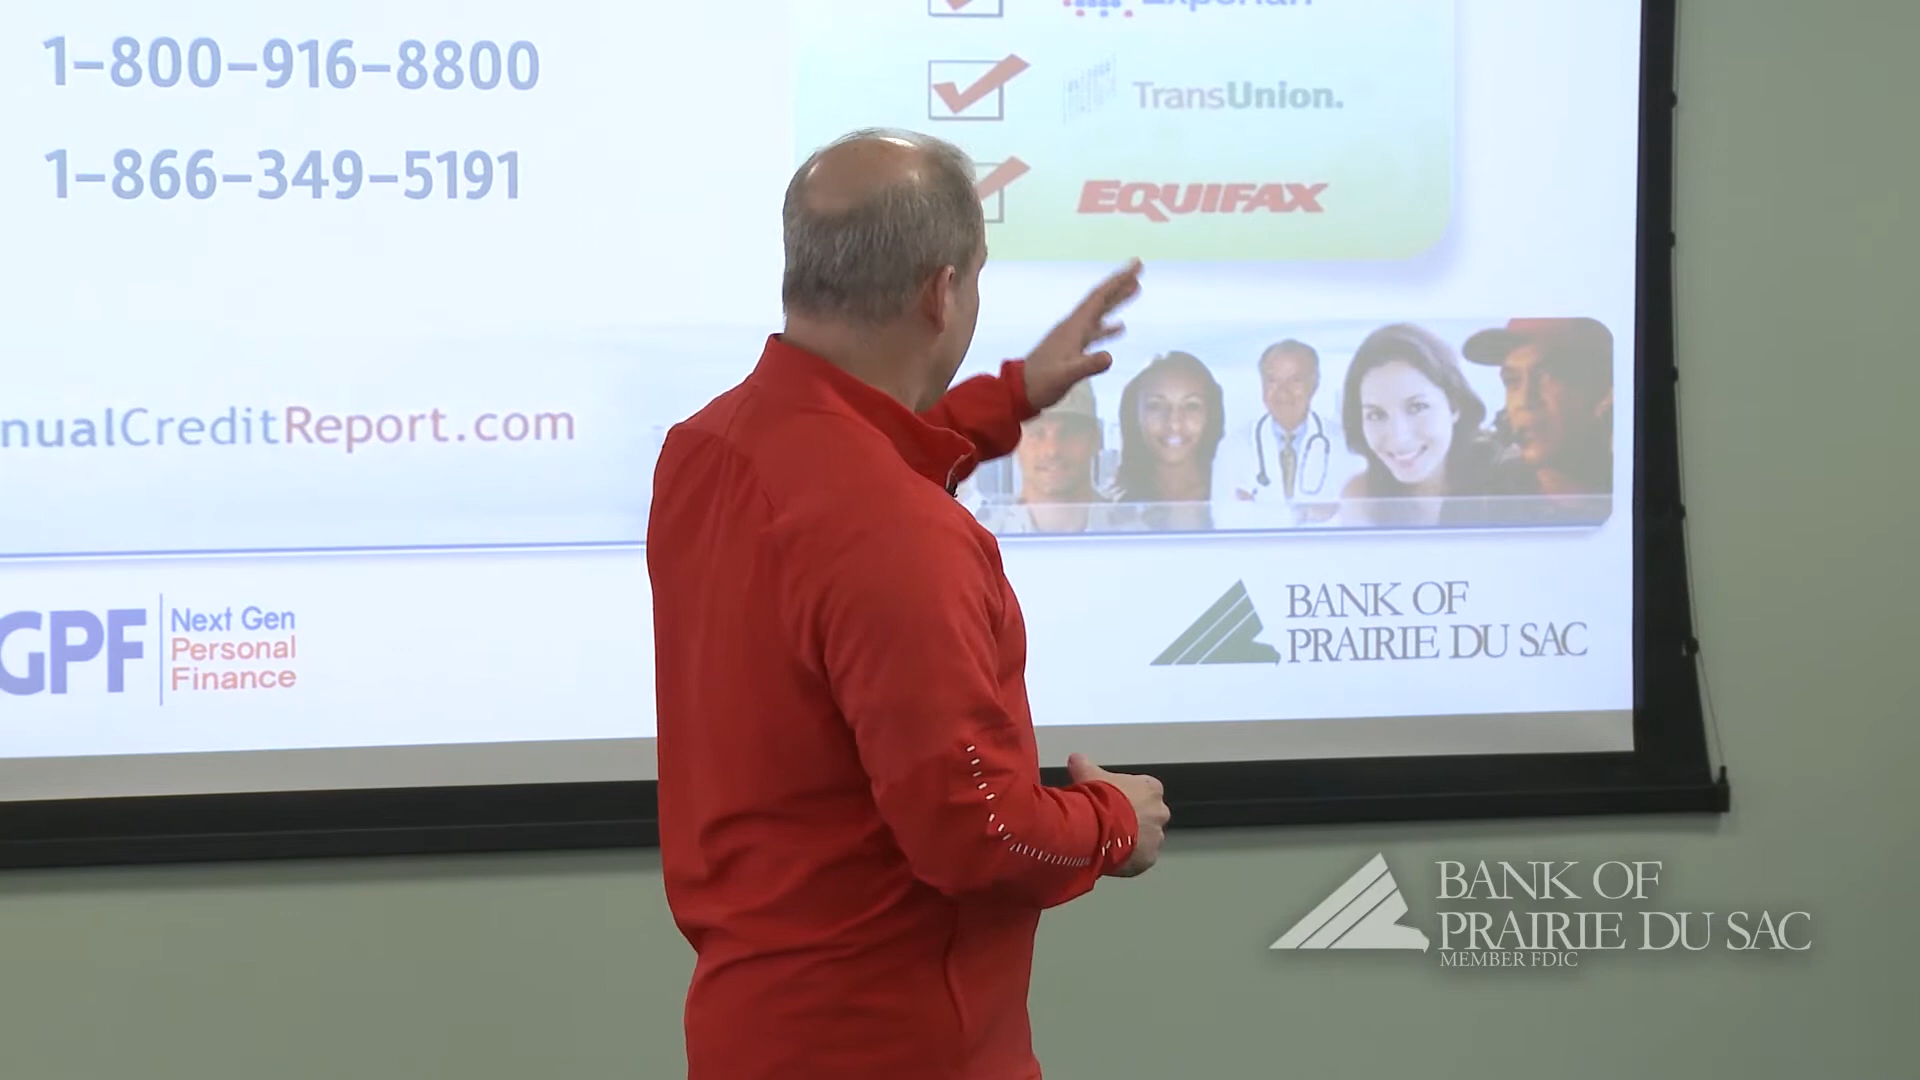 Experian
1-800-916-8800
TransUnion.
1-866-349-5191
EQUIFAX
nualCreditReport.com
GPF
Next Gen
Personal
Finance
BANK OF
PRAIRIE DU SAC
BANK OF
PRAIRIE DU SAC
MEMBER FDIC